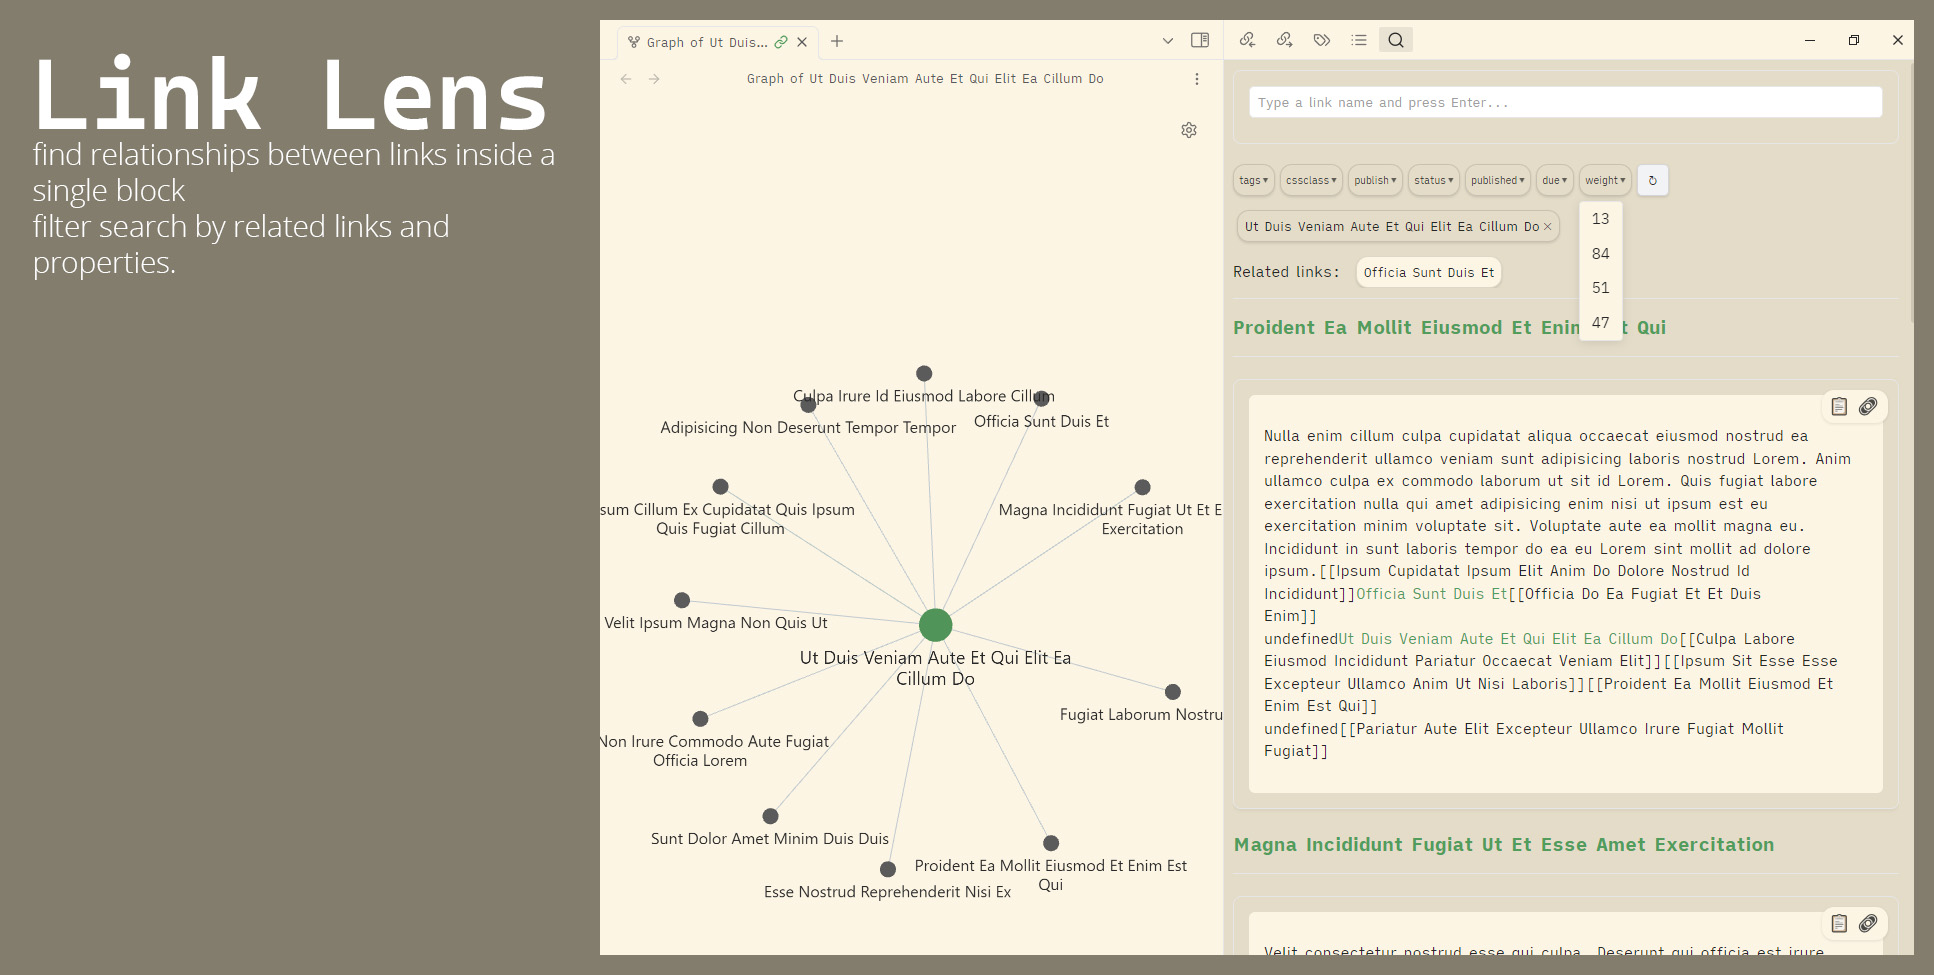 Link Lens
find relationships between links inside a
single block
filter search by related links and
properties.
Graph of Ut Duis...
Graph of Ut Duis Veniam Aute Et Qui Elit Ea Cillum Do
Culpa Irure Id Eiusmod Labore Cillum
Adipisicing Non Deserunt Tempor Tempor
Officia Sunt Duis Et
sum Cillum Ex Cupidatat Quis Ipsum
Quis Fugiat Cillum
Magna Incididunt Fugiat Ut Et E
Exercitation
Velit Ipsum Magna Non Quis Ut
Ut Duis Veniam Aute Et Qui Elit Ea
Cillum Do
Fugiat Laborum Nostru
Non Irure Commodo Aute Fugiat
Officia Lorem
Sunt Dolor Amet Minim Duis Duis
Proident Ea Mollit Eiusmod Et Enim Est
Qui
Esse Nostrud Reprehenderit Nisi Ex
Type a link name and press Enter...
tags▾ cssclass▾ publish▾ status▾ published▾ due▾ weight▾ ↻
Ut Duis Veniam Aute Et Qui Elit Ea Cillum Do×
13
84
51
47
Related links: Officia Sunt Duis Et
Proident Ea Mollit Eiusmod Et Qui
Nulla enim cillum culpa cupidatat aliqua occaecat eiusmod nostrud ea
reprehenderit ullamco veniam sunt adipisicing laboris nostrud Lorem. Anim
ullamco culpa ex commodo laborum ut sit id Lorem. Quis fugiat labore
exercitation nulla qui amet adipisicing enim nisi ut ipsum est eu
exercitation minim voluptate sit. Voluptate aute ea mollit magna eu.
Incididunt in sunt laboris tempor do ea eu Lorem sint mollit ad dolore
ipsum.[[Ipsum Cupidatat Ipsum Elit Anim Do Dolore Nostrud Id
Incididunt]]Officia Sunt Duis Et[[Officia Do Ea Fugiat Et Et Duis
Enim]]
undefinedUt Duis Veniam Aute Et Qui Elit Ea Cillum Do[[Culpa Labore
Eiusmod Incididunt Pariatur Occaecat Veniam Elit]][[Ipsum Sit Esse Esse
Excepteur Ullamco Anim Ut Nisi Laboris]][[Proident Ea Mollit Eiusmod Et
Enim Est Qui]]
undefined[[Pariatur Aute Elit Excepteur Ullamco Irure Fugiat Mollit
Fugiat]]
Magna Incididunt Fugiat Ut Et Esse Amet Exercitation
Velit consectetur nostrud esse qui culpa. Deserunt qui officia est irure